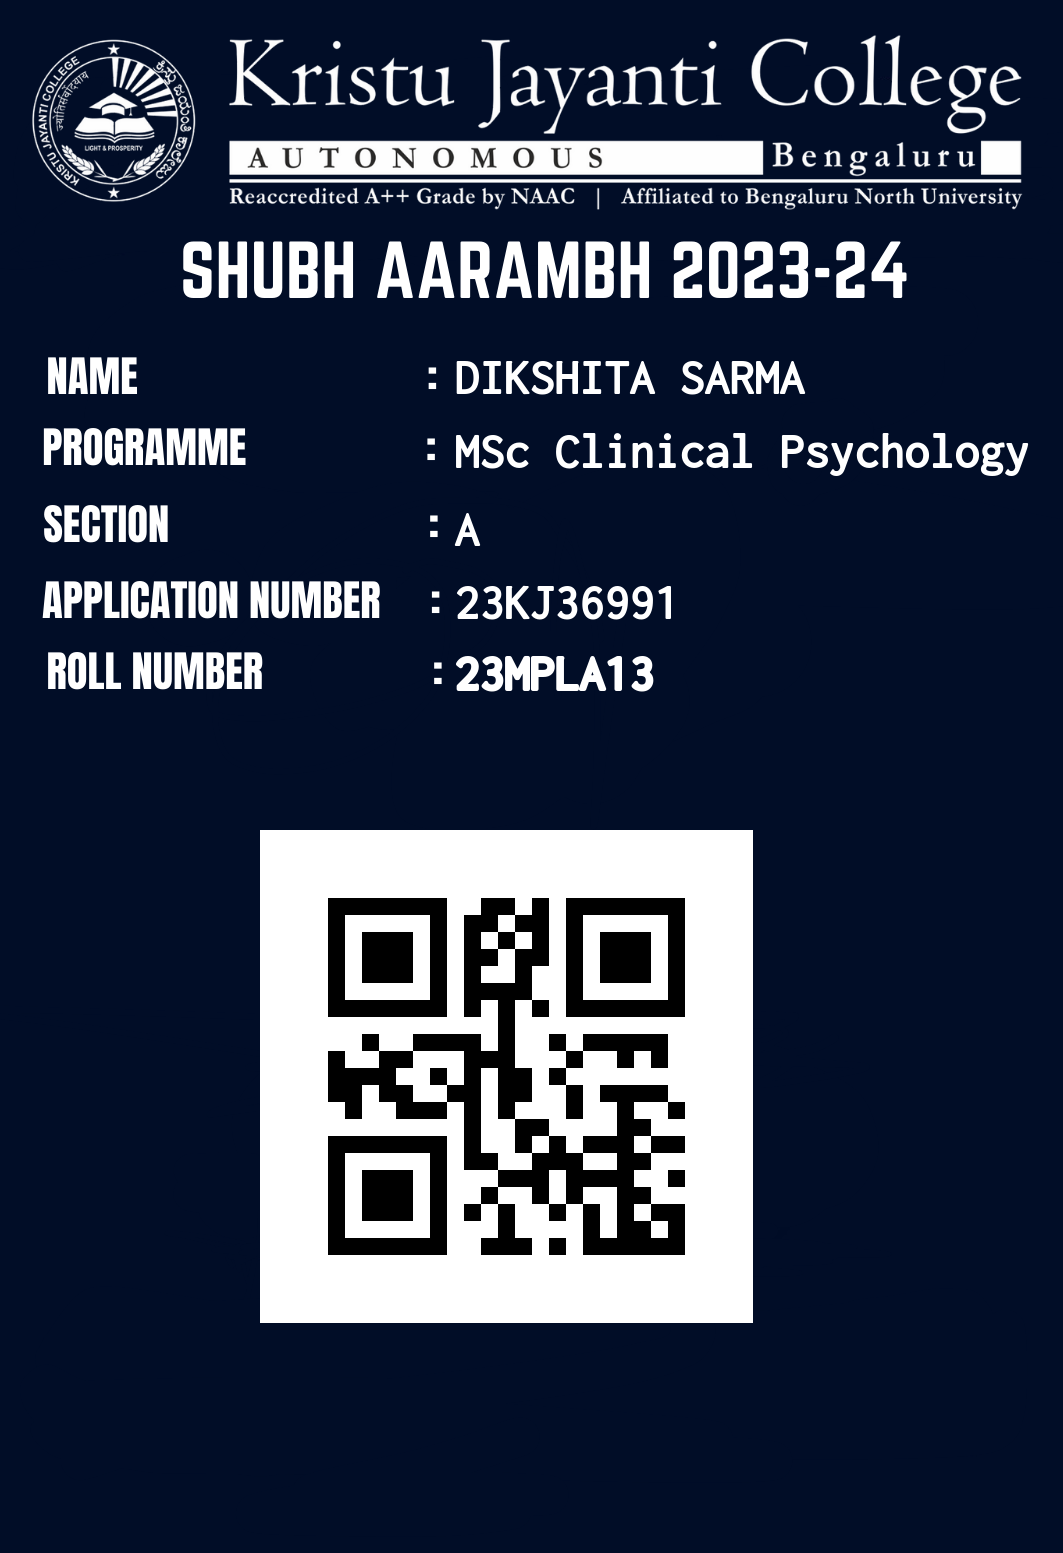 Kristu Jayanti College
AUTONOMOUS Bengaluru
Reaccredited A++ Grade by NAAC | Affiliated to Bengaluru North University
KRISTU JAYANTI COLLEGE
LIGHT & PROSPERITY
SHUBH AARAMBH 2023-24
NAME : DIKSHITA SARMA
PROGRAMME : MSc Clinical Psychology
SECTION : A
APPLICATION NUMBER : 23KJ36991
ROLL NUMBER : 23MPLA13